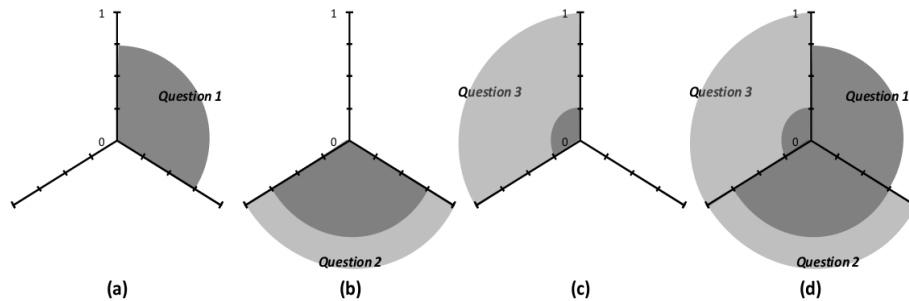 1
0
Question 1
(a)
1
0
Question 2
(b)
1
0
Question 3
(c)
1
0
Question 3
Question 1
Question 2
(d)